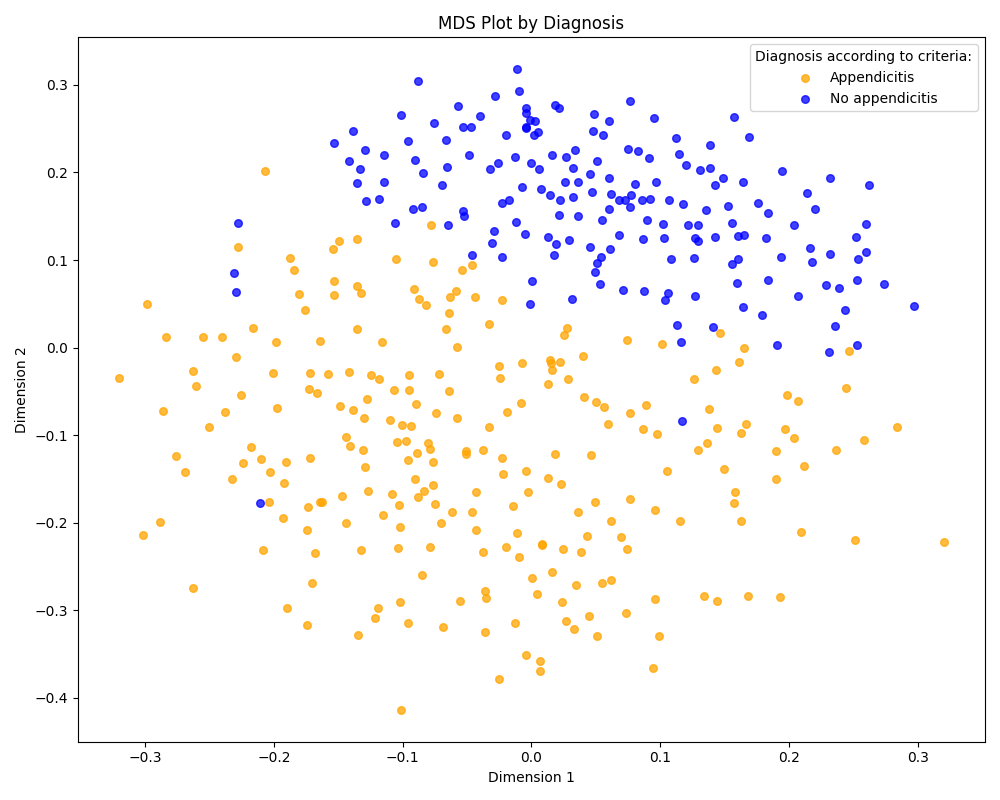 MDS Plot by Diagnosis
Diagnosis according to criteria:
Appendicitis
No appendicitis
Dimension 2
0.3
0.2
0.1
0.0
−0.1
−0.2
−0.3
−0.4
−0.3 −0.2 −0.1 0.0 0.1 0.2 0.3
Dimension 1